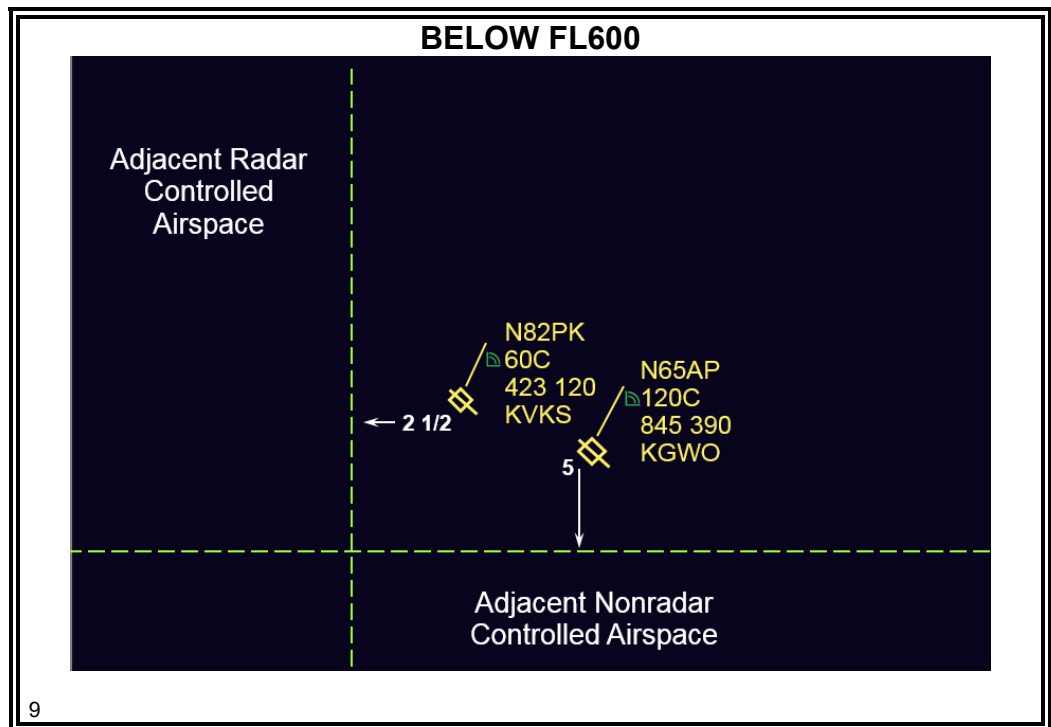 BELOW FL600
Adjacent Radar
Controlled
Airspace
N82PK
60C
423 120
KVKS
2 1/2
N65AP
120C
845 390
KGWO
5
Adjacent Nonradar
Controlled Airspace
9